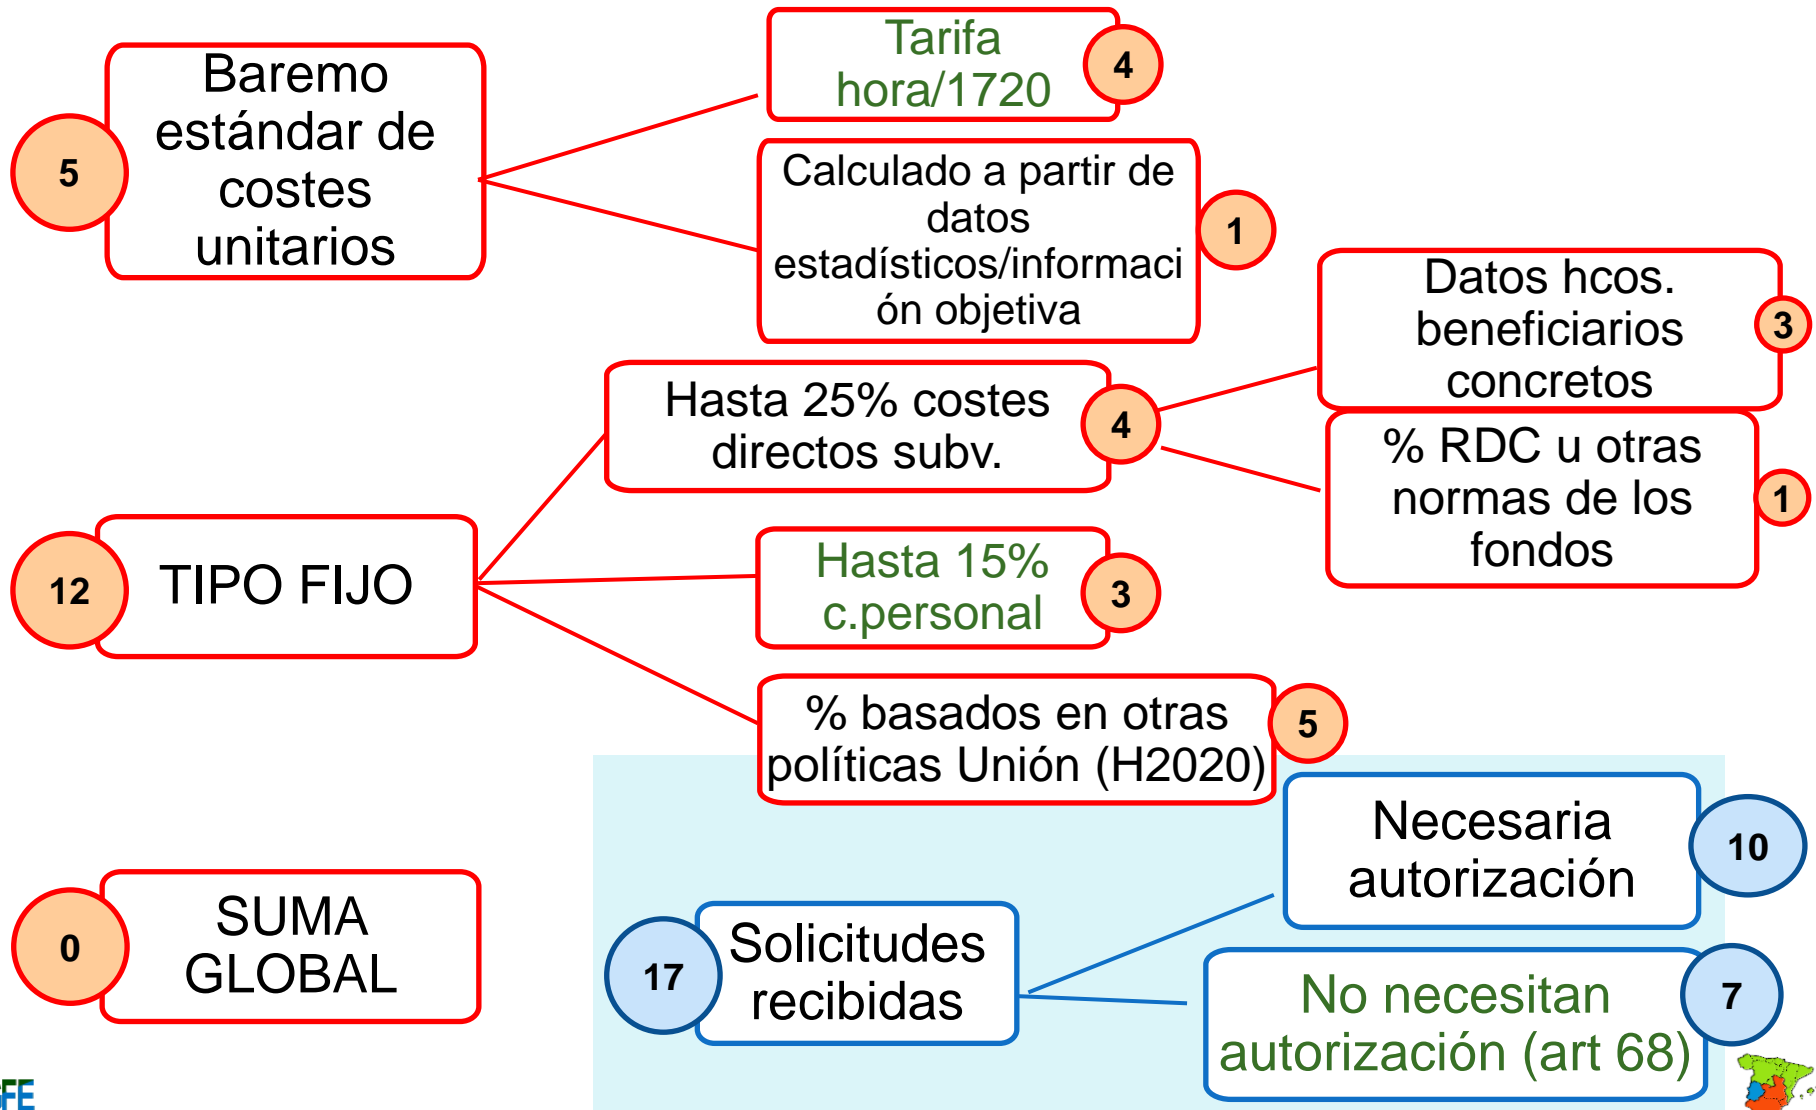 5
Baremo
estándar de
costes
unitarios
Tarifa
hora/1720
4
Calculado a partir de
datos
estadísticos/informaci
ón objetiva
1
12
TIPO FIJO
Hasta 25% costes
directos subv.
4
Datos hcos.
beneficiarios
concretos
3
% RDC u otras
normas de los
fondos
1
Hasta 15%
c.personal
3
% basados en otras
políticas Unión (H2020)
5
0
SUMA
GLOBAL
17
Solicitudes
recibidas
Necesaria
autorización
10
No necesitan
autorización (art 68)
7
FE